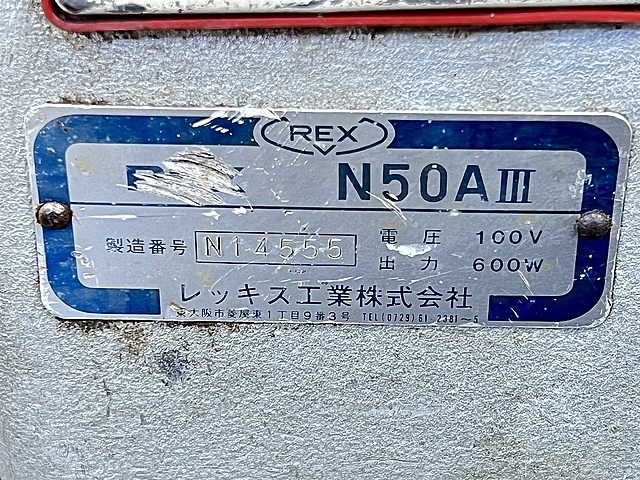 REX
N50AⅢ
製造番号 N14555 電圧 100V
出力 600W
レッキス工業株式会社
東大阪市菱屋東1丁目9番3号 TEL(0729)61 2381〜5